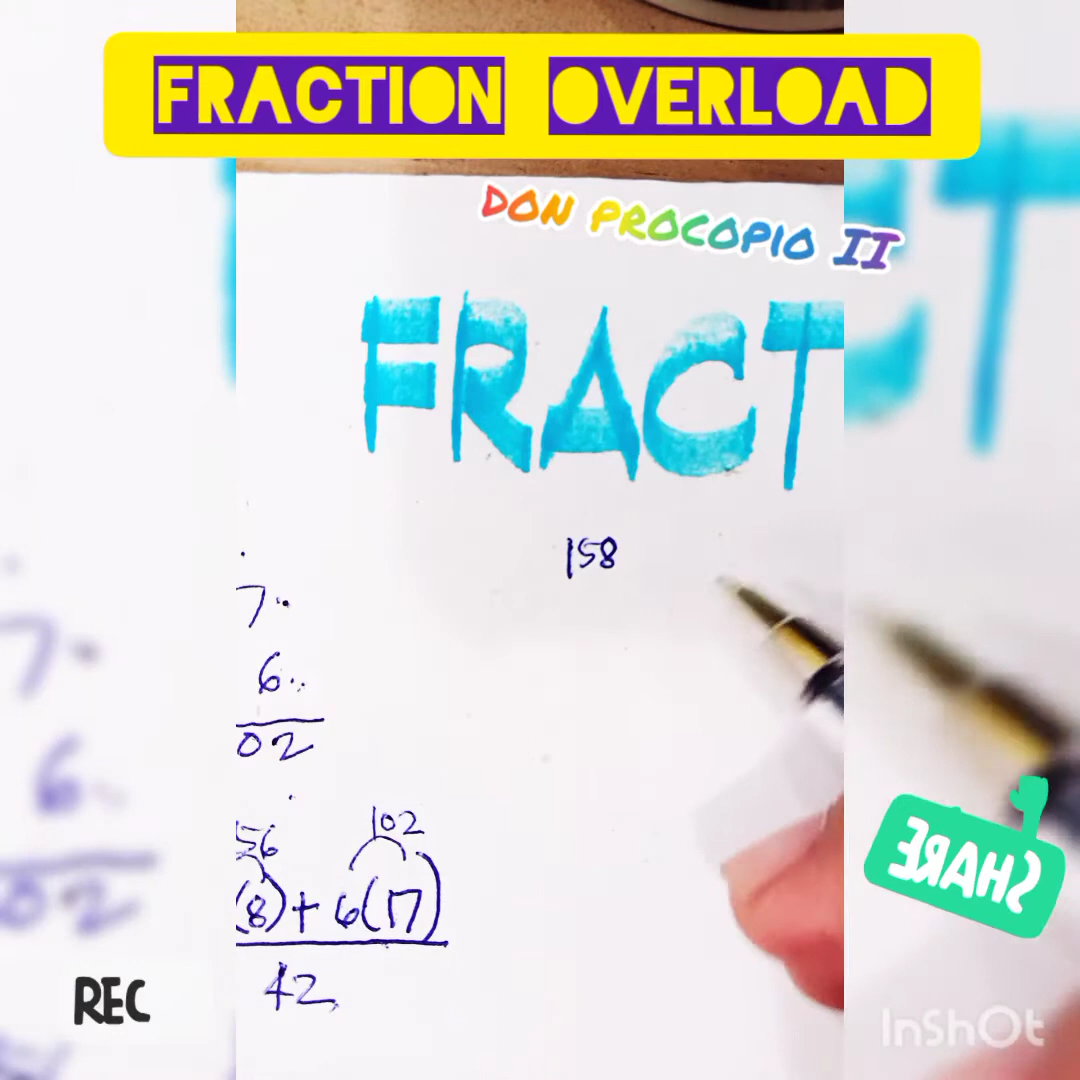 FRACTION OVERLOAD
DON PROCOPIO II
FRACT
158
7
6
02
56 102
(8)+ 6(17)
42
SHARE
REC
InShOt